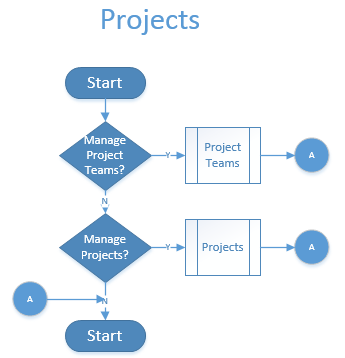 Projects
Start
Manage
Project
Teams?
Y
Project
Teams
A
N
Manage
Projects?
Y
Projects
A
A
N
Start